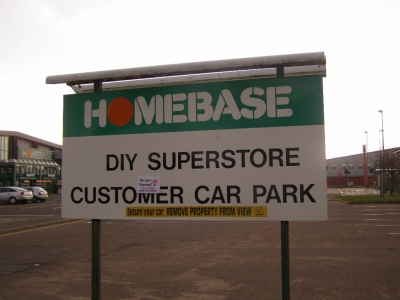 HOMEBASE
DIY SUPERSTORE
CUSTOMER CAR PARK
Secure your car. REMOVE PROPERTY FROM VIEW